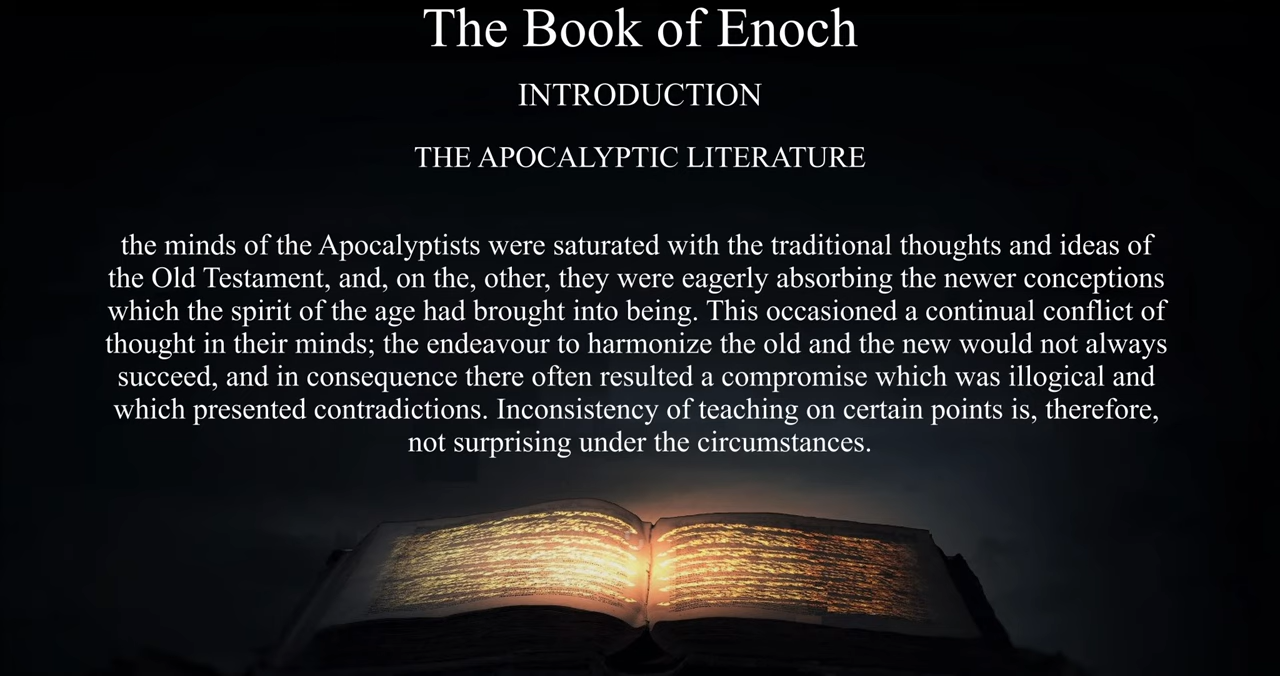 The Book of Enoch
INTRODUCTION
THE APOCALYPTIC LITERATURE
the minds of the Apocalyptists were saturated with the traditional thoughts and ideas of
the Old Testament, and, on the, other, they were eagerly absorbing the newer conceptions
which the spirit of the age had brought into being. This occasioned a continual conflict of
thought in their minds; the endeavour to harmonize the old and the new would not always
succeed, and in consequence there often resulted a compromise which was illogical and
which presented contradictions. Inconsistency of teaching on certain points is, therefore,
not surprising under the circumstances.